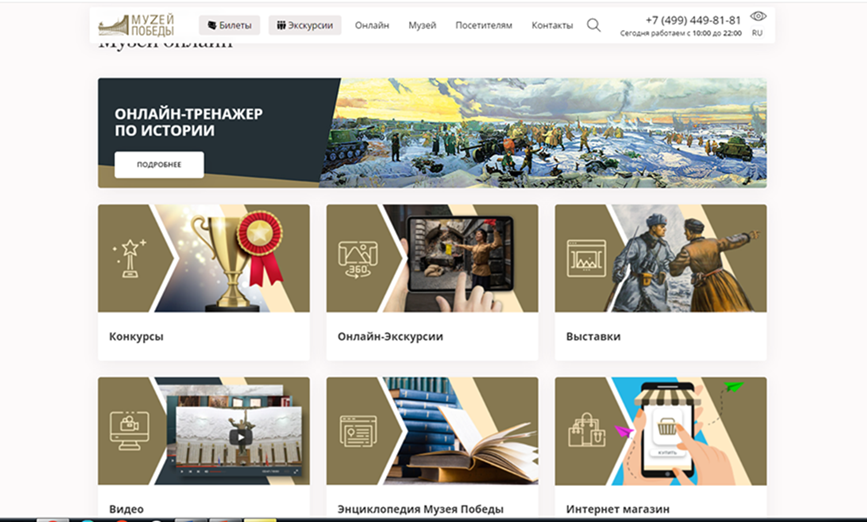 МУZЕЙ
ПОБЕДЫ
Билеты
Экскурсии
Онлайн
Музей
Посетителям
Контакты
+7 (499) 449-81-81
Сегодня работаем с 10:00 до 22:00
RU
Музей онлайн
ОНЛАЙН-ТРЕНАЖЕР
ПО ИСТОРИИ
ПОДРОБНЕЕ
360
Конкурсы
Онлайн-Экскурсии
Выставки
КУПИТЬ
Видео
Энциклопедия Музея Победы
Интернет магазин